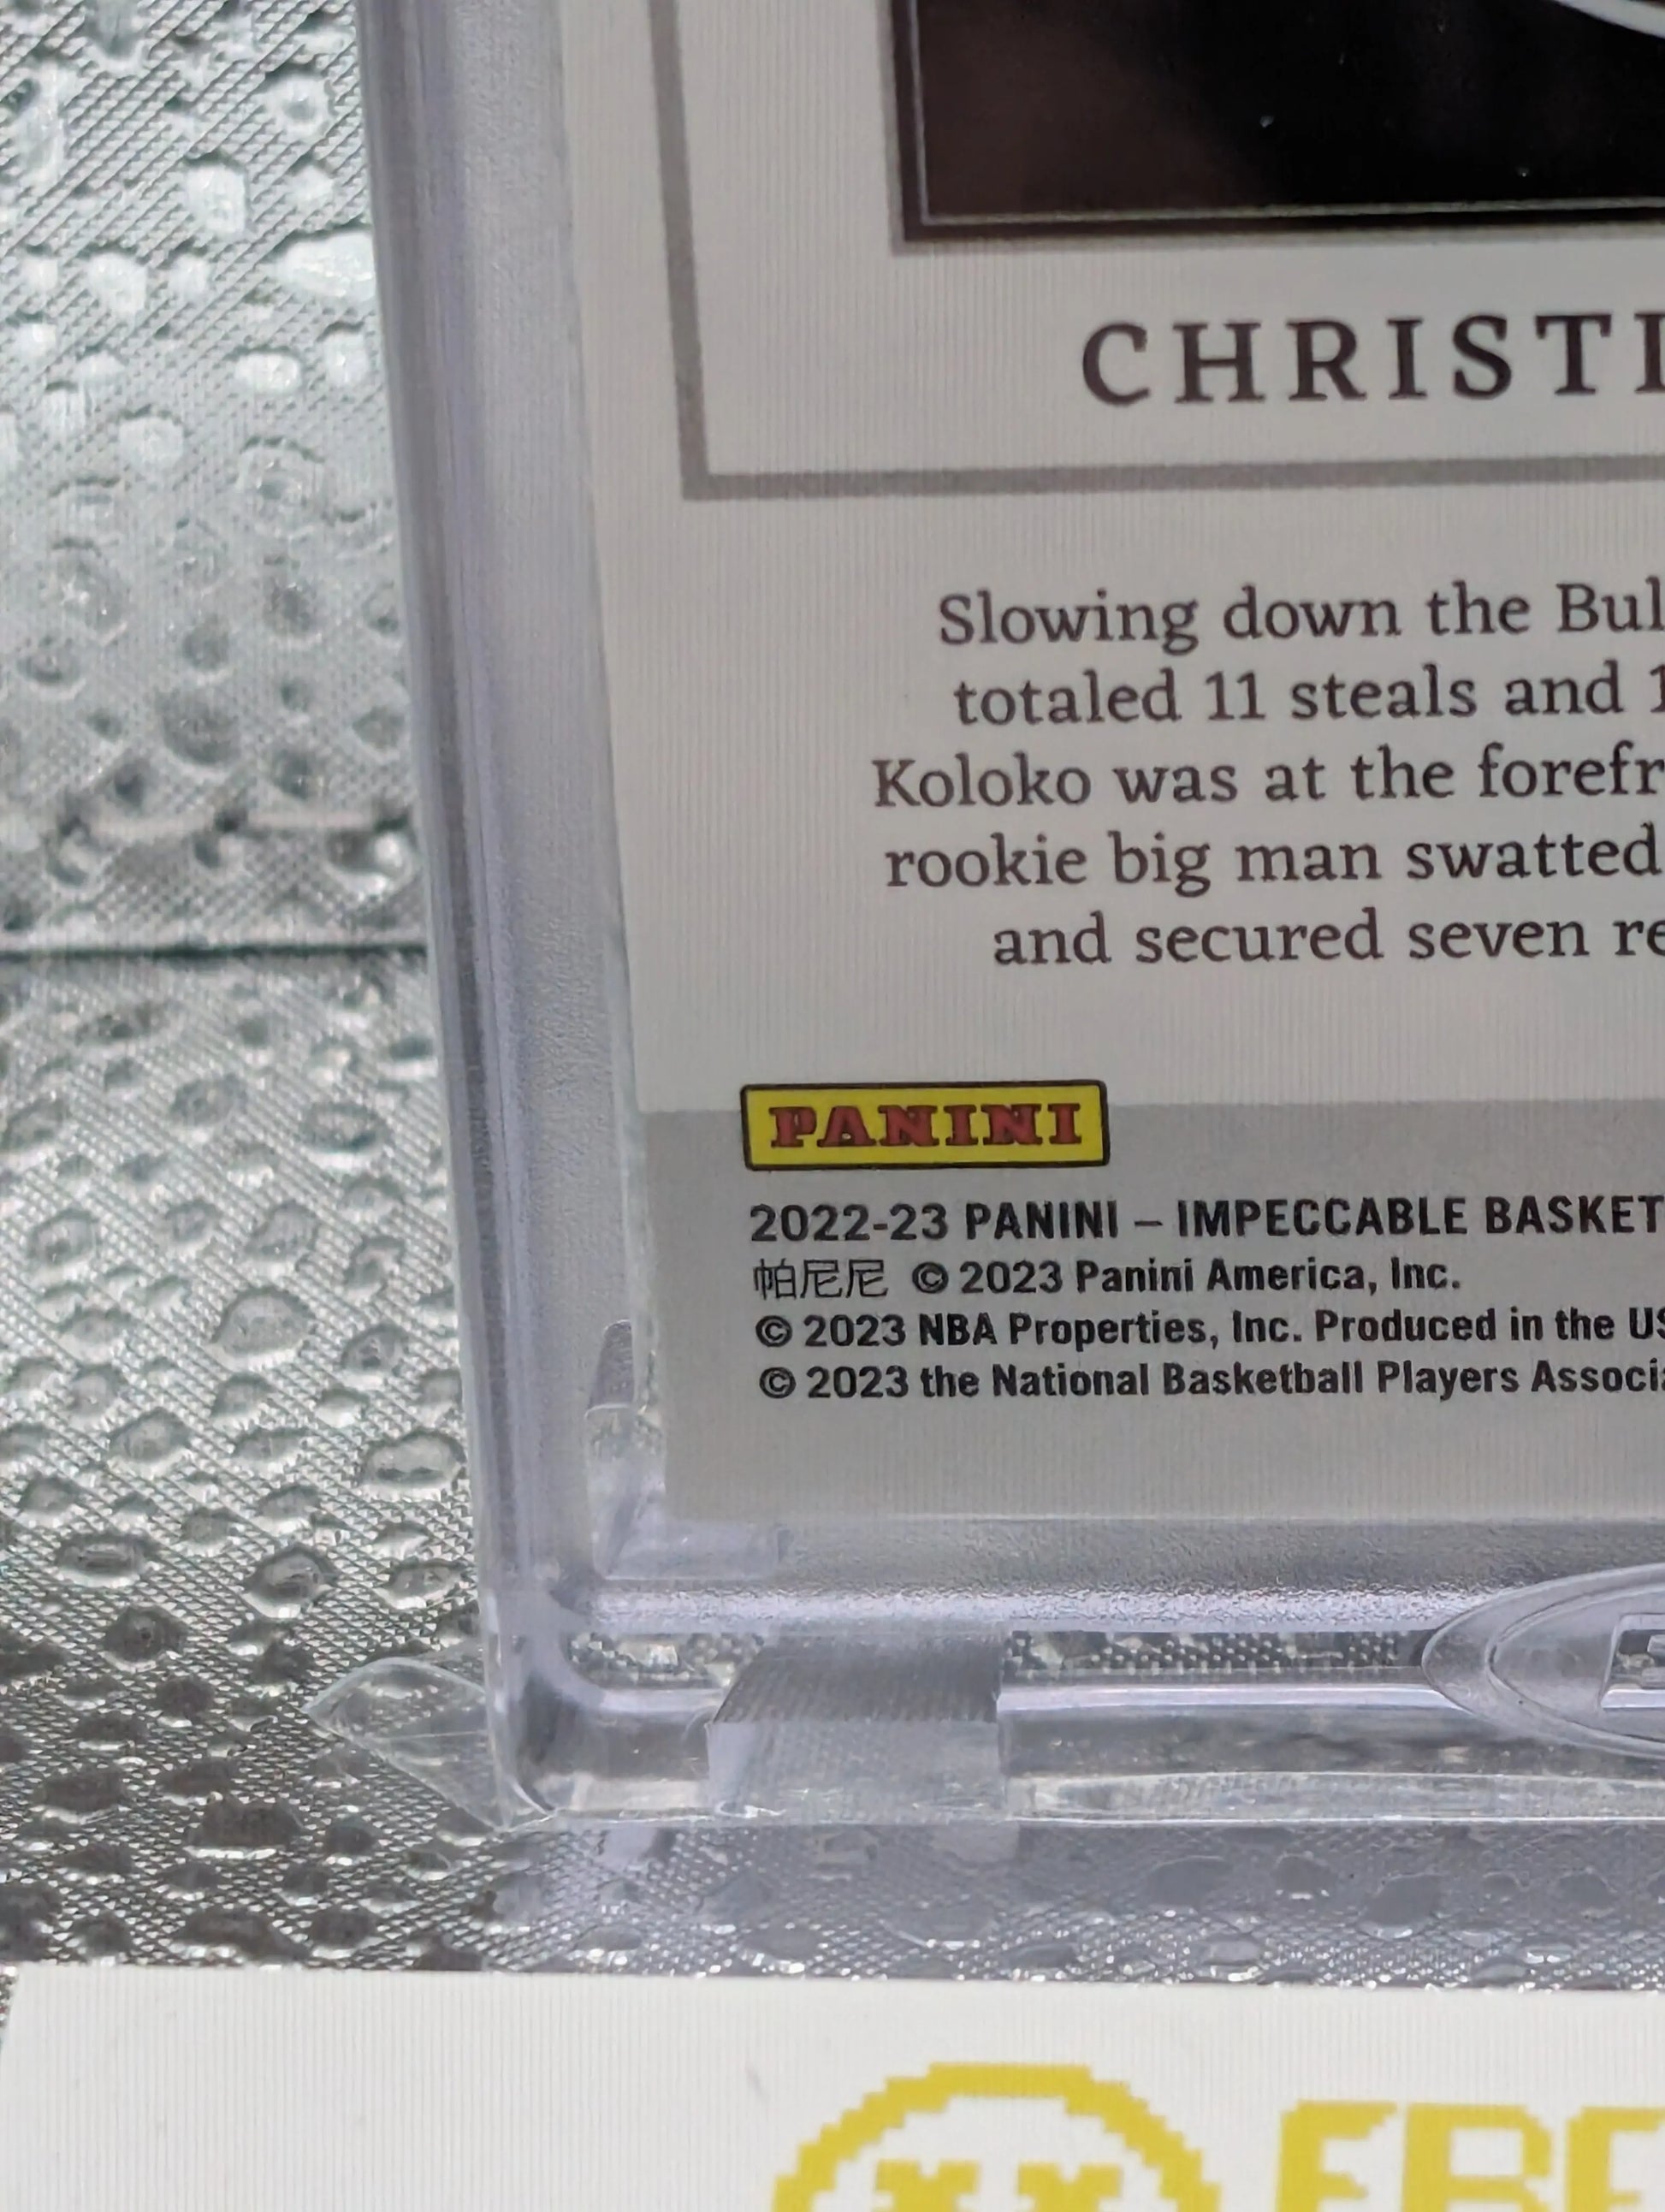 CHRISTI
Slowing down the Bul
totaled 11 steals and 1
Koloko was at the forefr
rookie big man swatted
and secured seven re
PANINI
2022-23 PANINI – IMPECCABLE BASKET
帕尼尼 © 2023 Panini America, Inc.
© 2023 NBA Properties, Inc. Produced in the US
© 2023 the National Basketball Players Associa